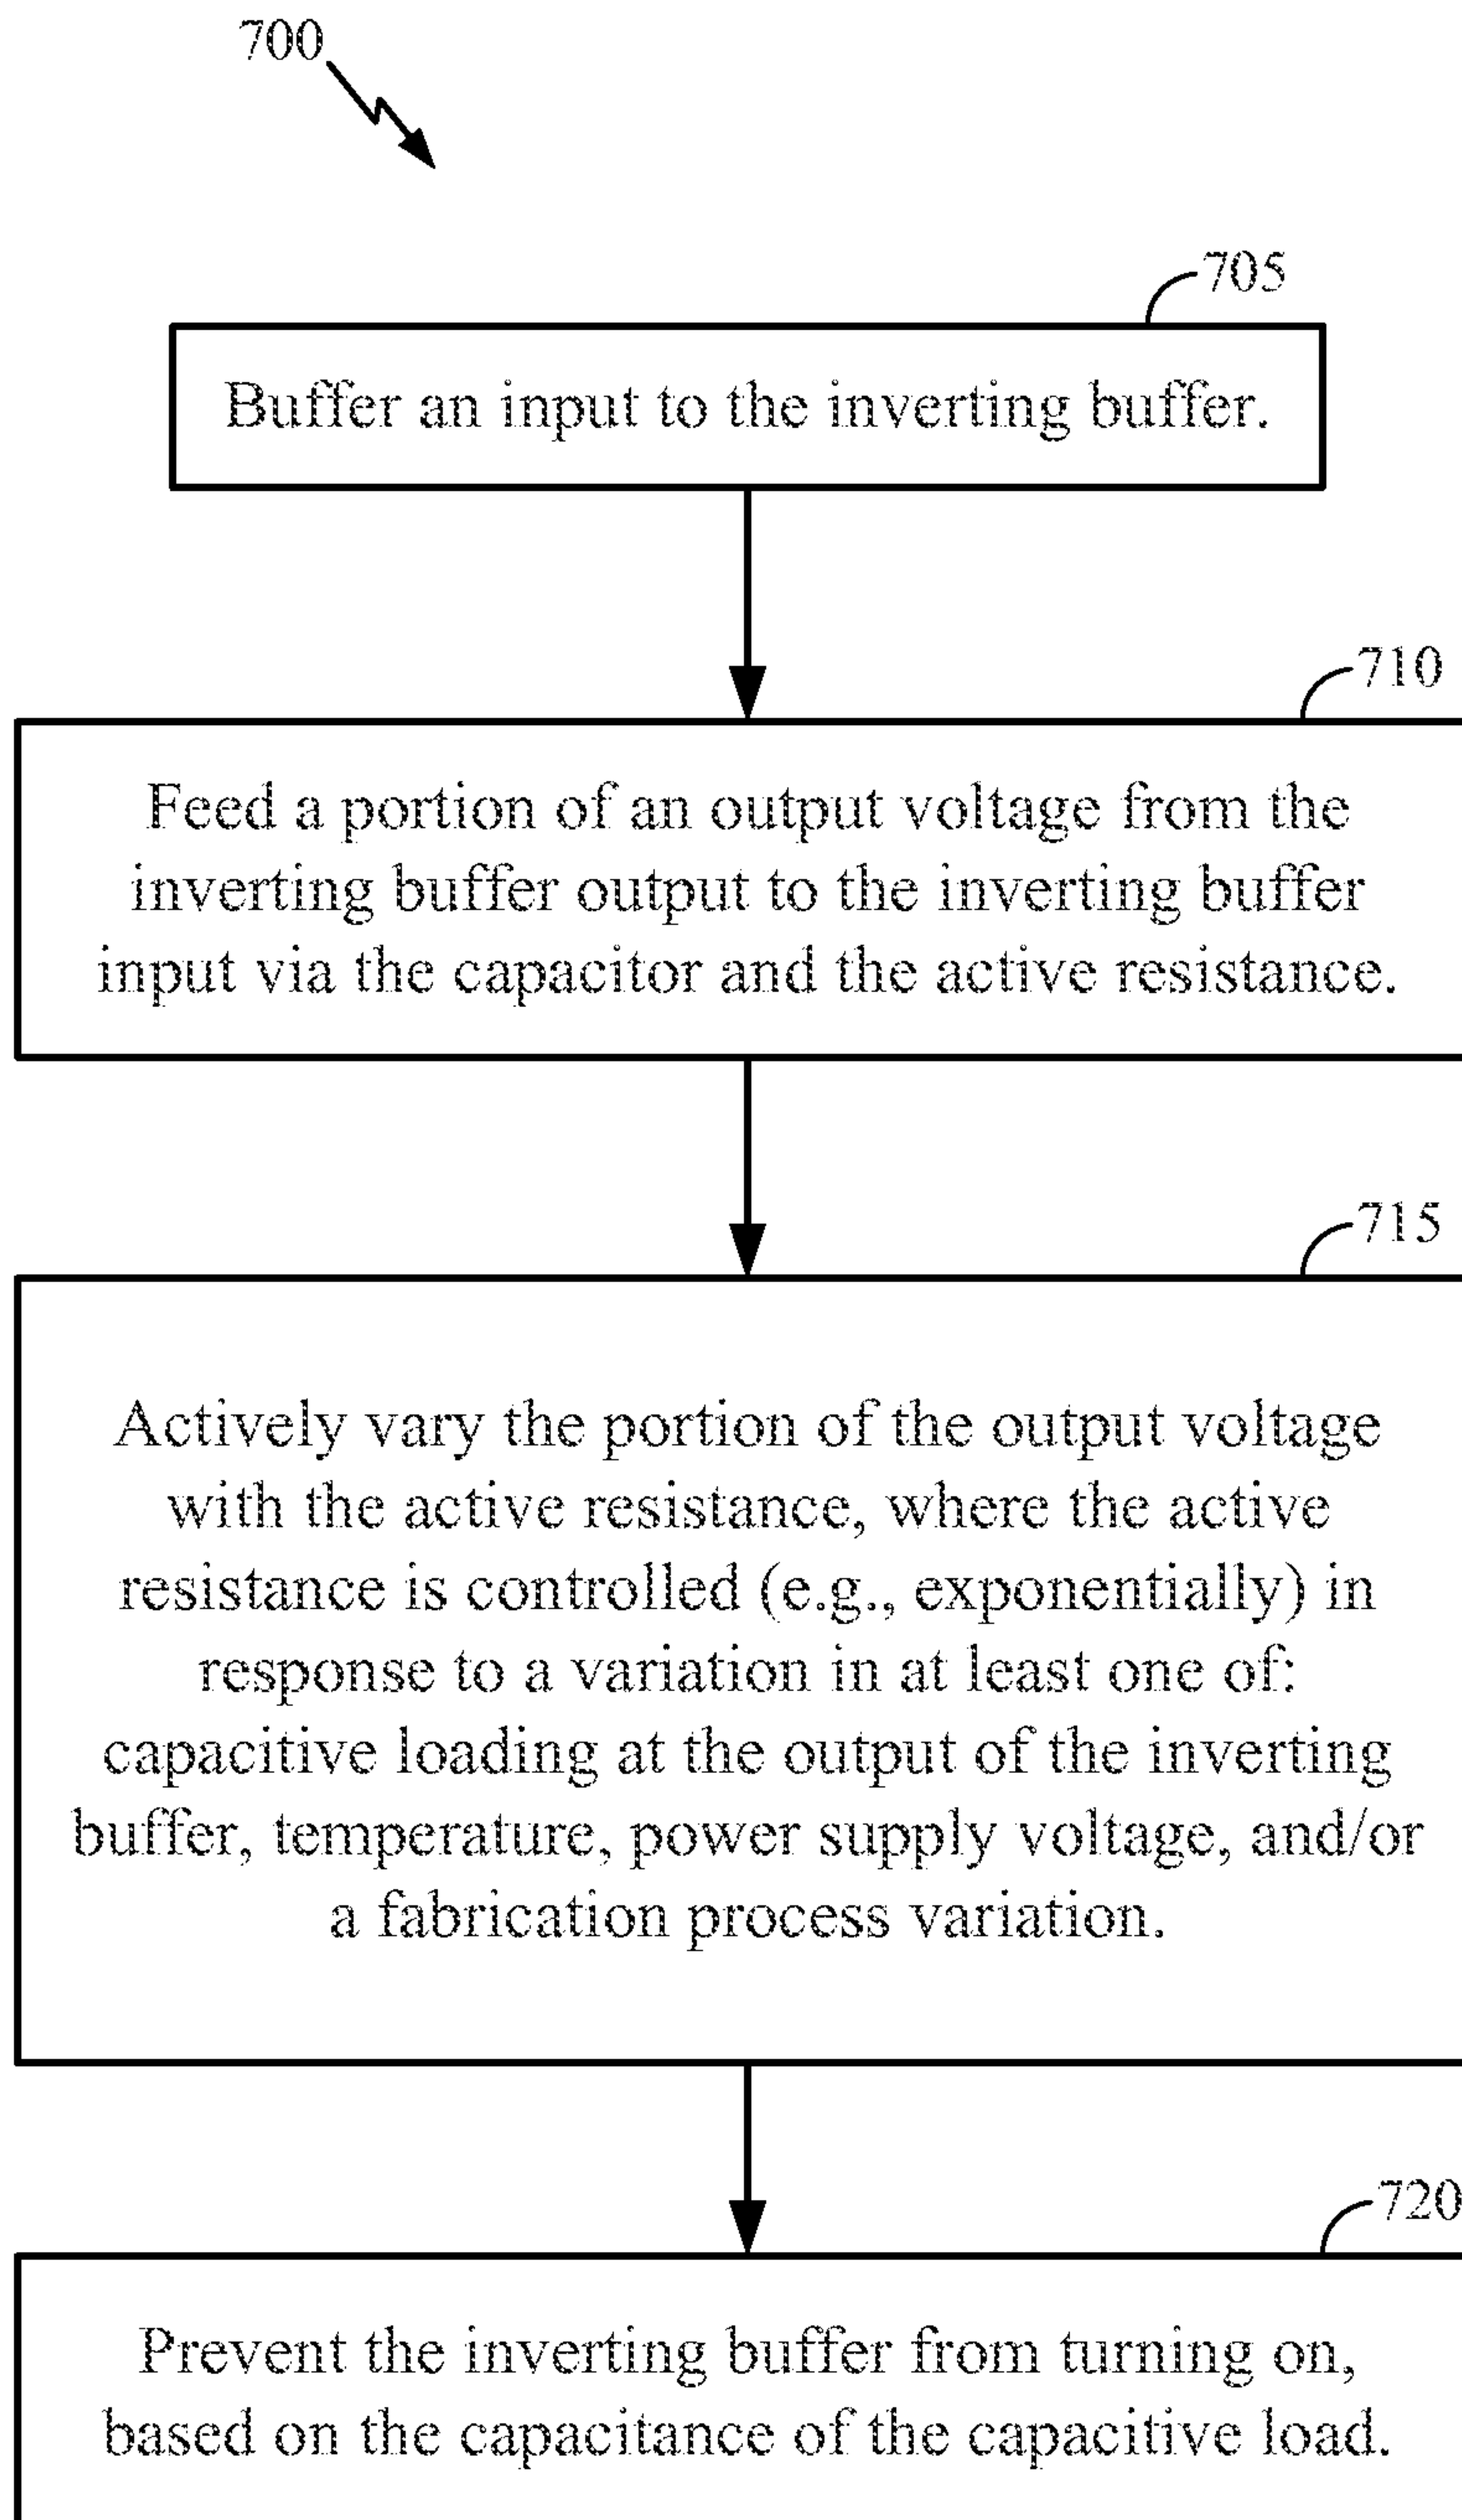 700
705
Buffer an input to the inverting buffer.
710
Feed a portion of an output voltage from the
inverting buffer output to the inverting buffer
input via the capacitor and the active resistance.
715
Actively vary the portion of the output voltage
with the active resistance, where the active
resistance is controlled (e.g., exponentially) in
response to a variation in at least one of:
capacitive loading at the output of the inverting
buffer, temperature, power supply voltage, and/or
a fabrication process variation.
720
Prevent the inverting buffer from turning on,
based on the capacitance of the capacitive load.